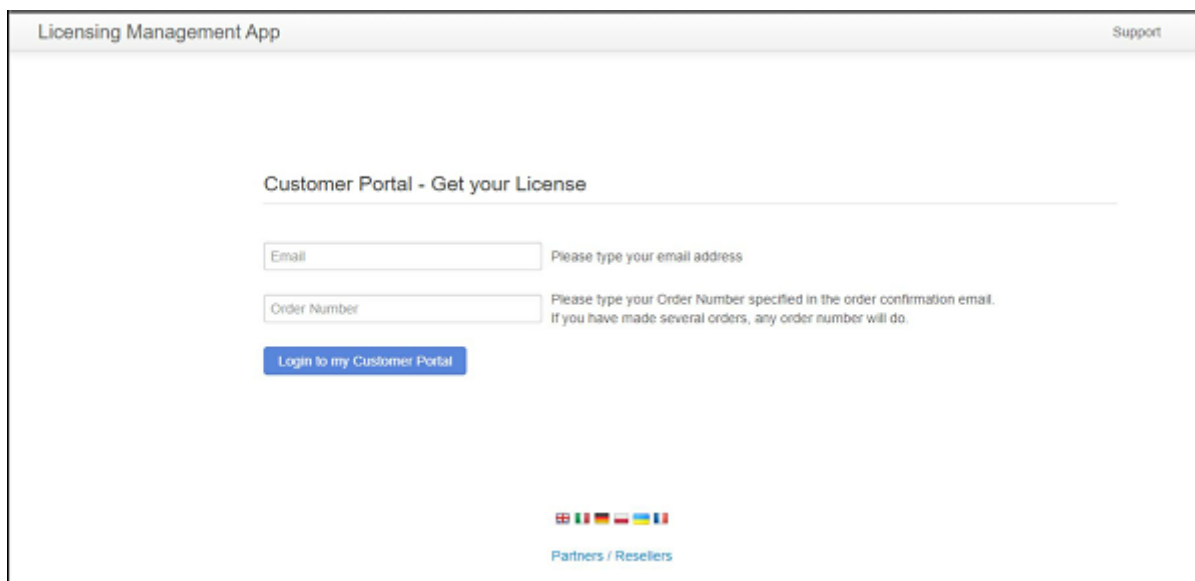 Licensing Management App
Support
Customer Portal - Get your License
Email
Please type your email address
Order Number
Please type your Order Number specified in the order confirmation email.
If you have made several orders, any order number will do.
Login to my Customer Portal
Partners / Resellers